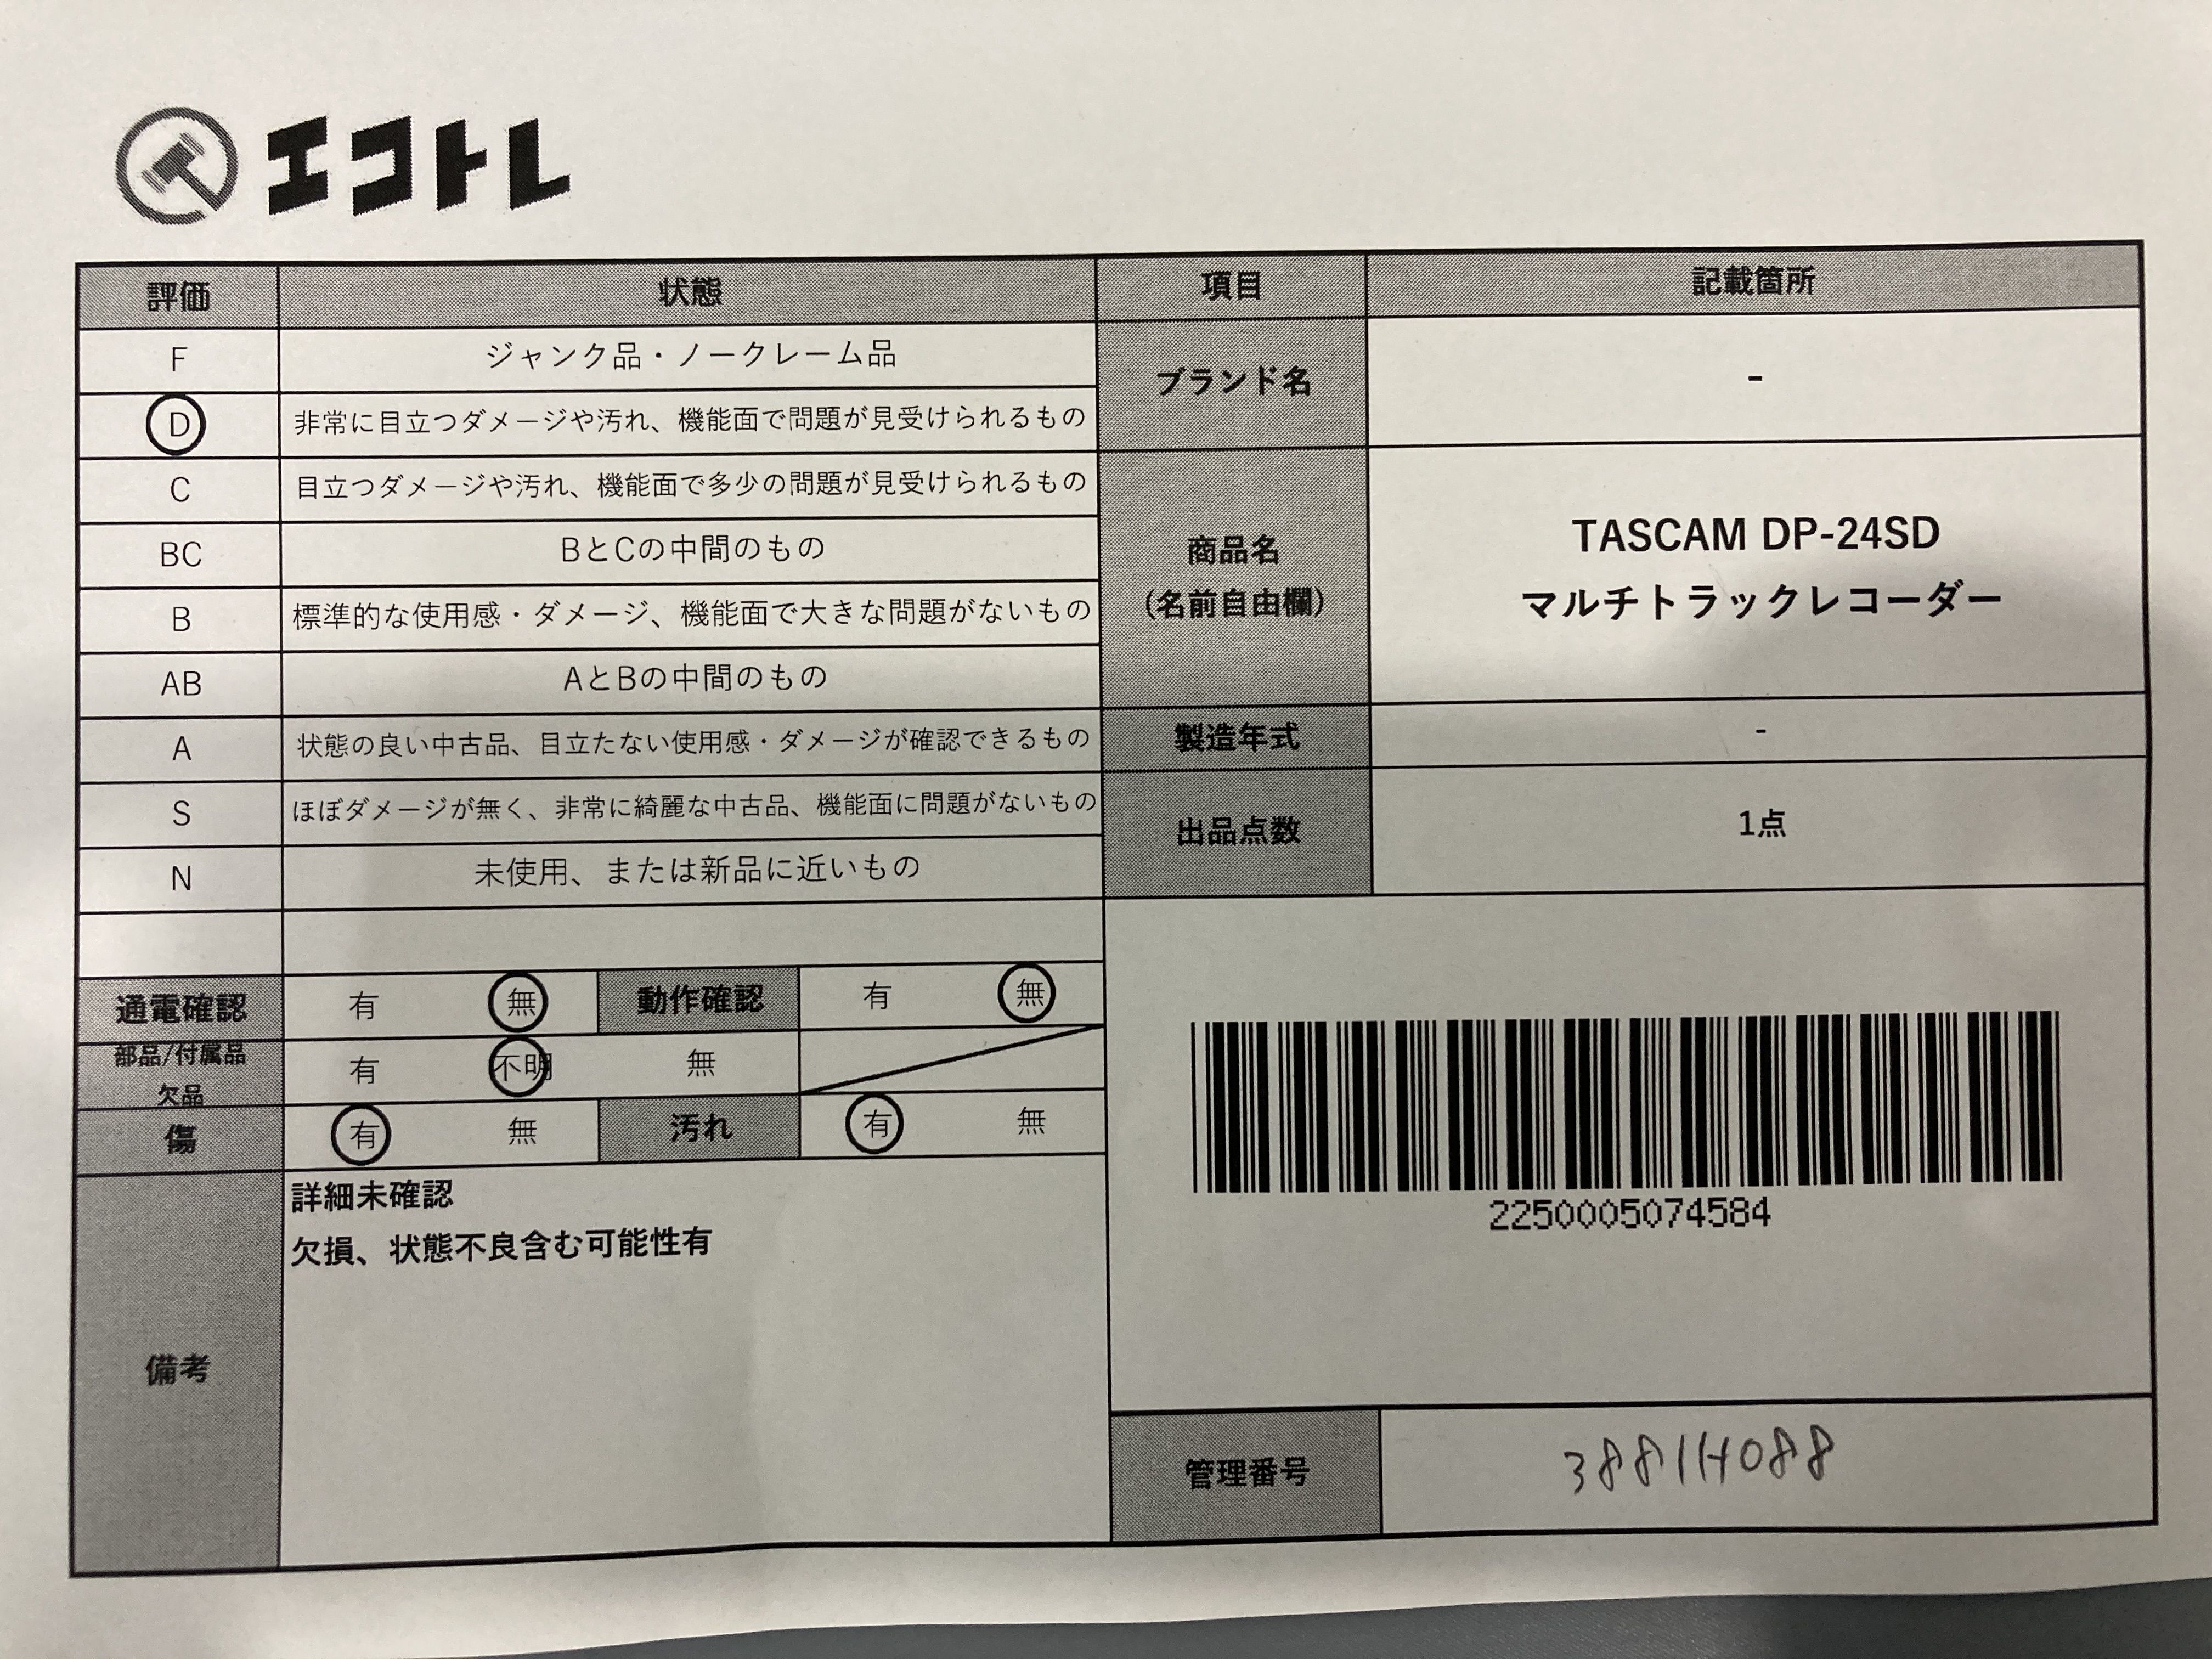 エコトレ
評価 状態 項目 記載箇所
F ジャンク品・ノークレーム品
D 非常に目立つダメージや汚れ、機能面で問題が見受けられるもの
ブランド名 -
C 目立つダメージや汚れ、機能面で多少の問題が見受けられるもの
BC BとCの中間のもの
B 標準的な使用感・ダメージ、機能面で大きな問題がないもの
AB AとBの中間のもの
商品名
(名前自由欄)
TASCAM DP-24SD
マルチトラックレコーダー
A 状態の良い中古品、目立たない使用感・ダメージが確認できるもの
製造年式 -
S ほぼダメージが無く、非常に綺麗な中古品、機能面に問題がないもの
N 未使用、または新品に近いもの
出品点数 1点
通電確認 有 無 動作確認 有 無
部品/付属品
欠品
有 不明 無
傷 有 無 汚れ 有 無
備考
詳細未確認
欠損、状態不良含む可能性有
2250005074584
管理番号 3881H088